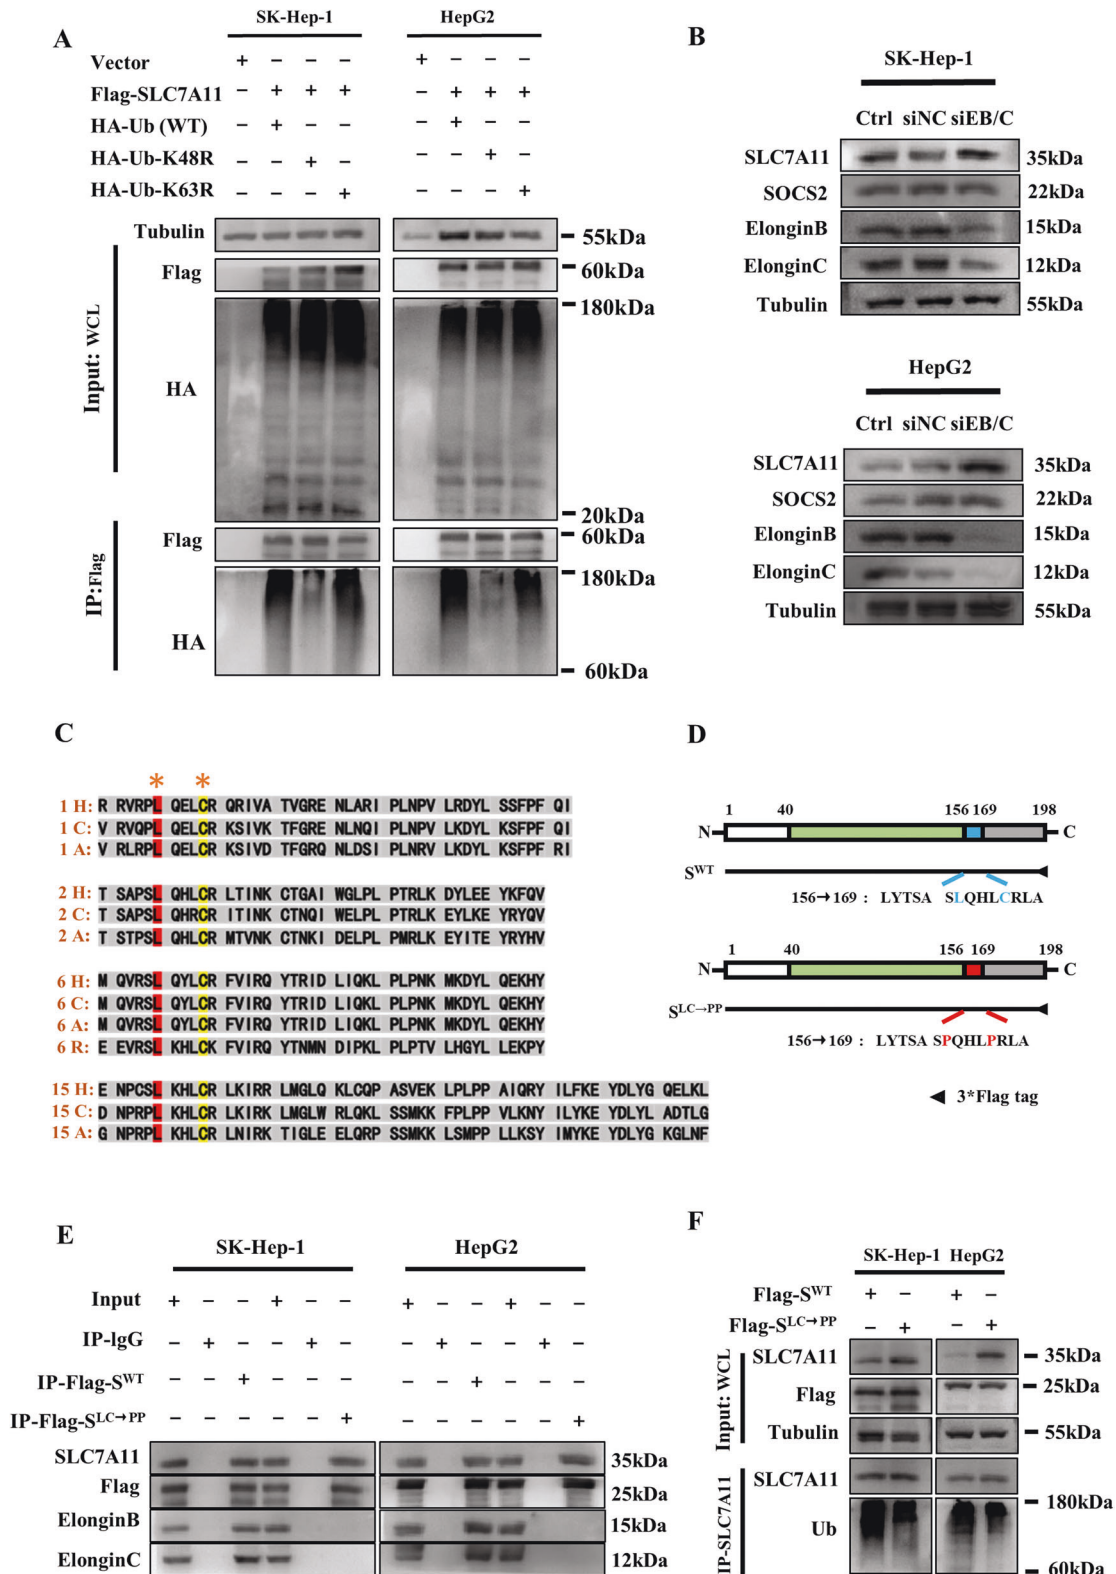 A
SK-Hep-1 HepG2
Vector + − − − + − − −
Flag-SLC7A11 − + + + − + + +
HA-Ub (WT) − + − − − + − −
HA-Ub-K48R − − + − − − + −
HA-Ub-K63R − − − + − − − +
Input: WCL
Tubulin 55kDa
Flag 60kDa
180kDa
HA
20kDa
IP:Flag
Flag 60kDa
180kDa
HA
60kDa
B
SK-Hep-1
Ctrl siNC siEB/C
SLC7A11 35kDa
SOCS2 22kDa
ElonginB 15kDa
ElonginC 12kDa
Tubulin 55kDa
HepG2
Ctrl siNC siEB/C
SLC7A11 35kDa
SOCS2 22kDa
ElonginB 15kDa
ElonginC 12kDa
Tubulin 55kDa
C
* *
1 H: R RVRPL QELCR QRIVA TVGRE NLARI PLNPV LRDYL SSFPF QI
1 C: V RVQPL QELCR KSIVK TFGRE NLNQI PLNPV LKDYL KSFPF QI
1 A: V RLRPL QELCR KSIVD TFGRQ NLDSI PLNRV LKDYL KSFPF RI
2 H: T SAPSL QHLCR LTINK CTGAI WGLPL PTRLK DYLEE YKFQV
2 C: T SAPSL QHRCR ITINK CTNQI WELPL PTRLK EYLKE YRYQV
2 A: T STPSL QHLCR MTVNK CTNKI DELPL PMRLK EYITE YRYHV
6 H: M QVRSL QYLCR FVIRQ YTRID LIQKL PLPNK MKDYL QEKHY
6 C: M QVRSL QYLCR FVIRQ YTRID LIQKL PLPNK MKDYL QEKHY
6 A: M QVRSL QYLCR FVIRQ YTRID LIQKL PLPNK MKDYL QEKHY
6 R: E EVRSL KHLCK FVIRQ YTNMN DIPKL PLPTV LHGYL LEKPY
15 H: E NPCSL KHLCR LKIRR LMGLQ KLCQP ASVEK LPLPP AIQRY ILFKE YDLYG QELKL
15 C: D NPRPL KHLCR LKIRK LMGLW RLQKL SSMKK FPLPP VLKNY ILYKE YDLYL ADTLG
15 A: G NPRPL KHLCR LNIRK TIGLE ELQRP SSMKK LSMPP LLKSY IMYKE YDLYG KGLNF
D
1 40 156 169 198
N C
SWT
156→169 : LYTSA SLQHLCRLA
1 40 156 169 198
N C
SLC→PP
156→169 : LYTSA SPQHLPRLA
◀ 3*Flag tag
E
SK-Hep-1 HepG2
Input + − − + − − + − − + − −
IP-IgG − + − − + − − + − − + −
IP-Flag-SWT − − + − − − − − + − − −
IP-Flag-SLC→PP − − − − − + − − − − − +
SLC7A11 35kDa
Flag 25kDa
ElonginB 15kDa
ElonginC 12kDa
F
SK-Hep-1 HepG2
Flag-SWT + − + −
Flag-SLC→PP − + − +
Input: WCL
SLC7A11 35kDa
Flag 25kDa
Tubulin 55kDa
IP-SLC7A11
SLC7A11
180kDa
Ub
60kDa